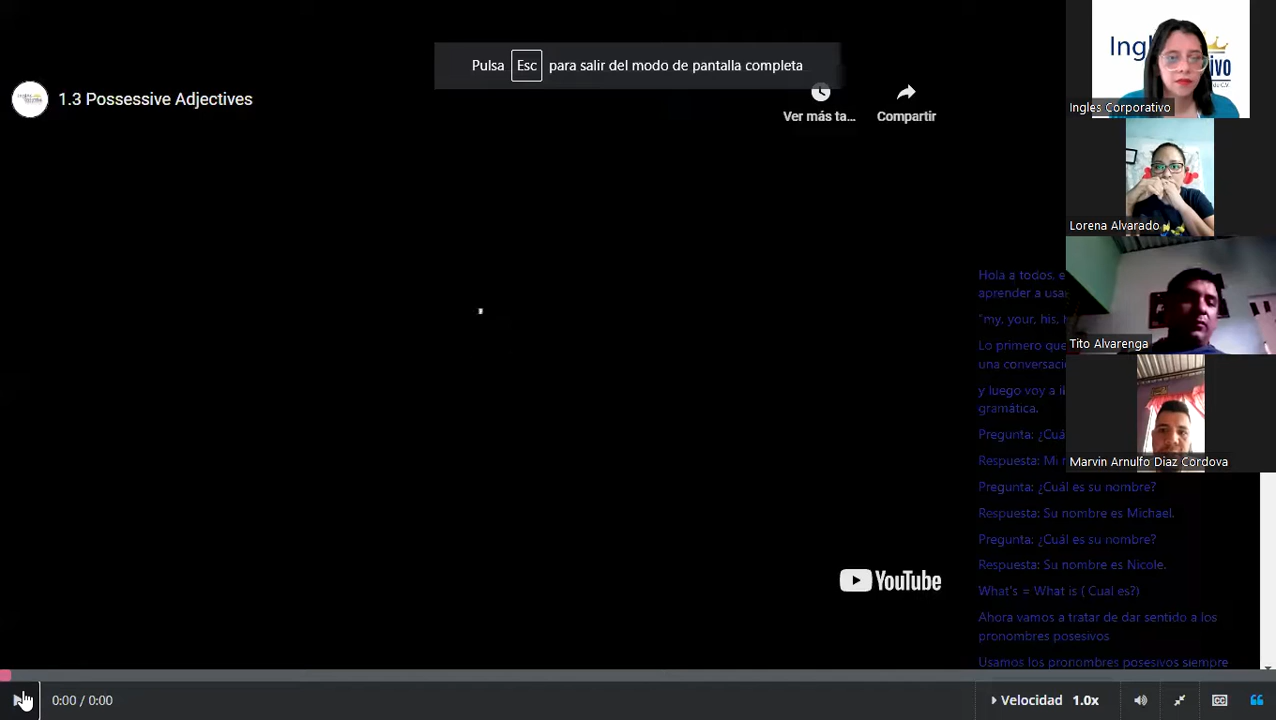 Pulsa Esc para salir del modo de pantalla completa
1.3 Possessive Adjectives
Ver más ta...
Compartir
Ingles Corporativo
Lorena Alvarado
Tito Alvarenga
Marvin Arnulfo Diaz Cordova
Hola a todos, e
aprender a usa
"my, your, his,
Lo primero que
una conversació
y luego voy a
gramática.
Pregunta: ¿Cuá
Respuesta: Mi
Pregunta: ¿Cuál es su nombre?
Respuesta: Su nombre es Michael.
Pregunta: ¿Cuál es su nombre?
Respuesta: Su nombre es Nicole.
What's = What is ( Cual es?)
Ahora vamos a tratar de dar sentido a los
pronombres posesivos
Usamos los pronombres posesivos siempre
YouTube
0:00 / 0:00
Velocidad 1.0x
CC